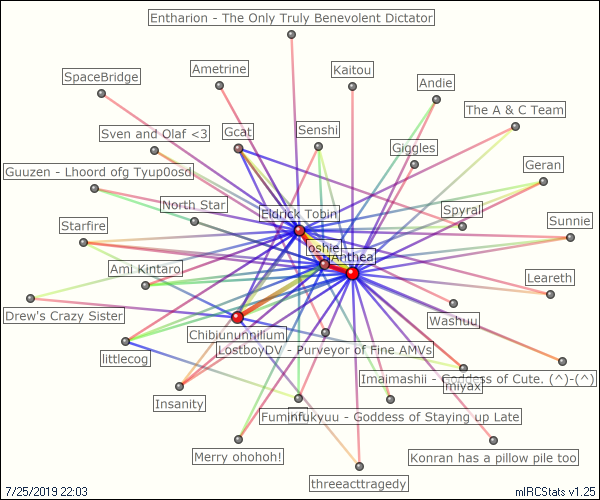 Entharion - The Only Truly Benevolent Dictator
SpaceBridge
Ametrine
Kaitou
Andie
The A & C Team
Sven and Olaf <3
Gcat
Senshi
Giggles
Guuzen - Lhoord ofg Tyup0osd
Geran
North Star
Eldrick Tobin
Spyral
Starfire
Sunnie
oshie
Anthea
Ami Kintaro
Leareth
Drew's Crazy Sister
Washuu
Chibirurunnillum
LostboyDV - Purveyor of Fine AMVs
littlecog
Imaimashii - Goddess of Cute. (^)-(^)
miyax
Insanity
Fuminfukyuu - Goddess of Staying up Late
Merry ohohoh!
Konran has a pillow pile too
threeacttragedy
7/25/2019 22:03
mIRCStats v1.25